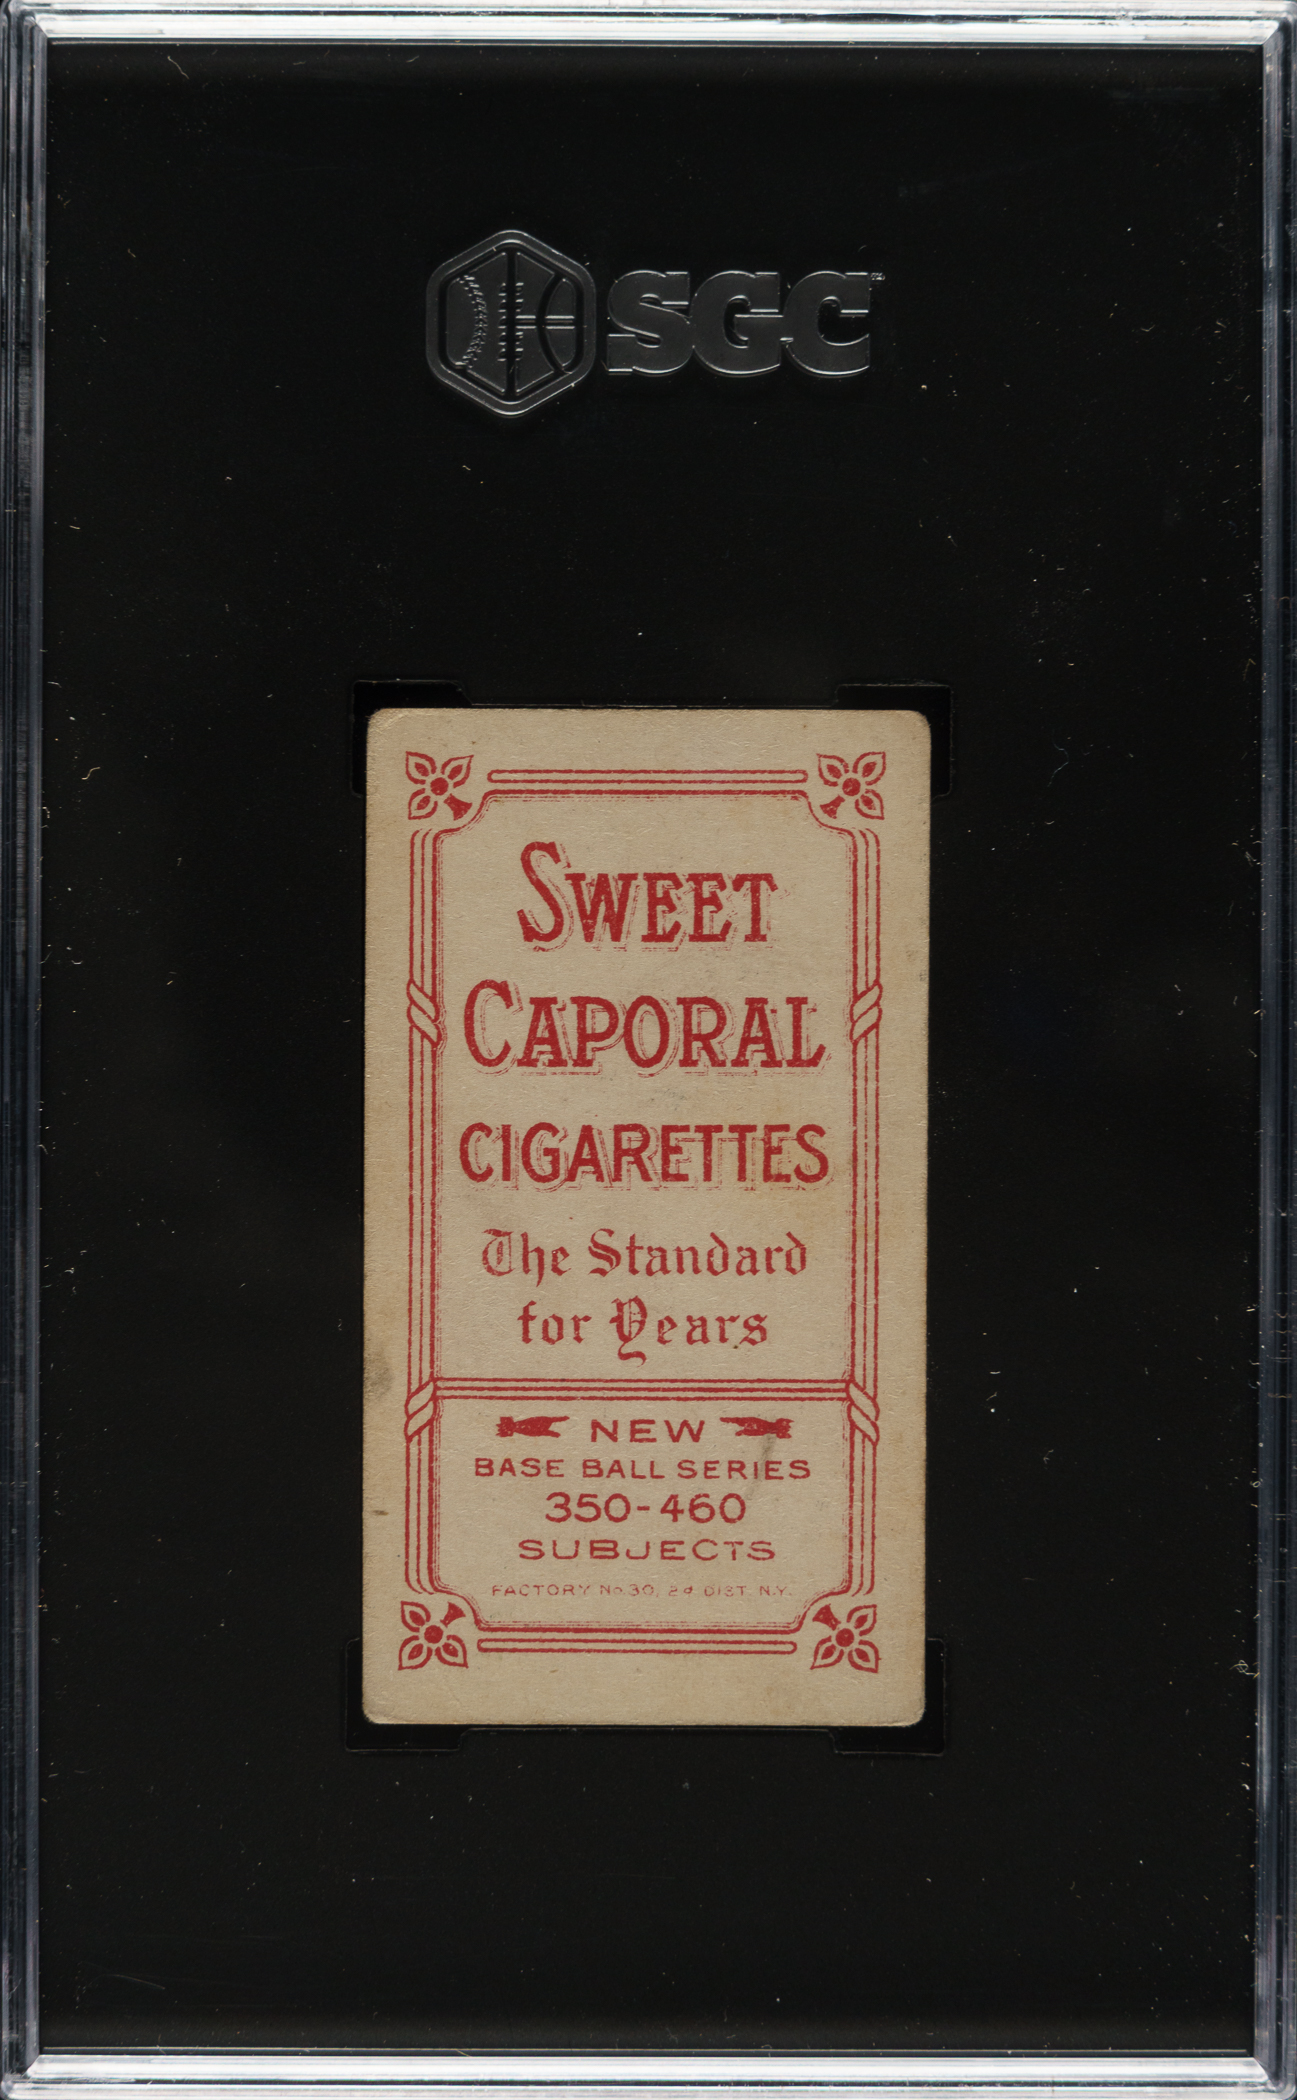 SGC
SWEET
CAPORAL
CIGARETTES
The Standard
for Years
NEW
BASE BALL SERIES
350-460
SUBJECTS
FACTORY No. 30, 2d DIST. N.Y.